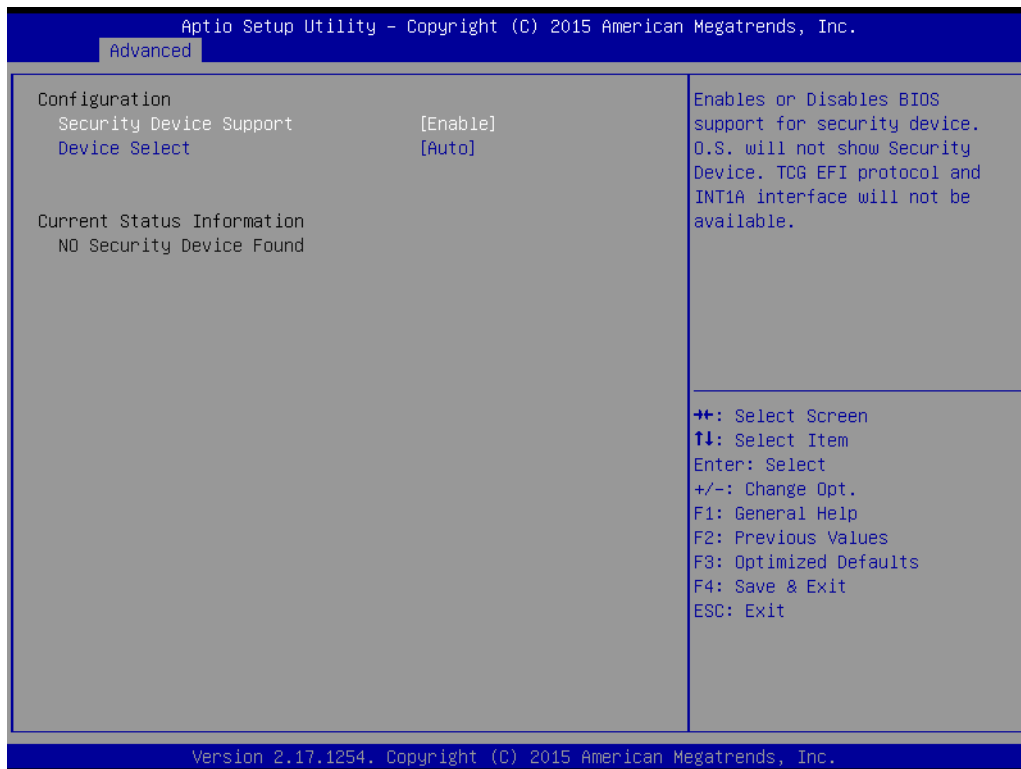 Aptio Setup Utility – Copyright (C) 2015 American Megatrends, Inc.
Advanced
Configuration
Security Device Support [Enable]
Device Select [Auto]
Current Status Information
NO Security Device Found
Enables or Disables BIOS
support for security device.
O.S. will not show Security
Device. TCG EFI protocol and
INT1A interface will not be
available.
→←: Select Screen
↑↓: Select Item
Enter: Select
+/-: Change Opt.
F1: General Help
F2: Previous Values
F3: Optimized Defaults
F4: Save & Exit
ESC: Exit
Version 2.17.1254. Copyright (C) 2015 American Megatrends, Inc.